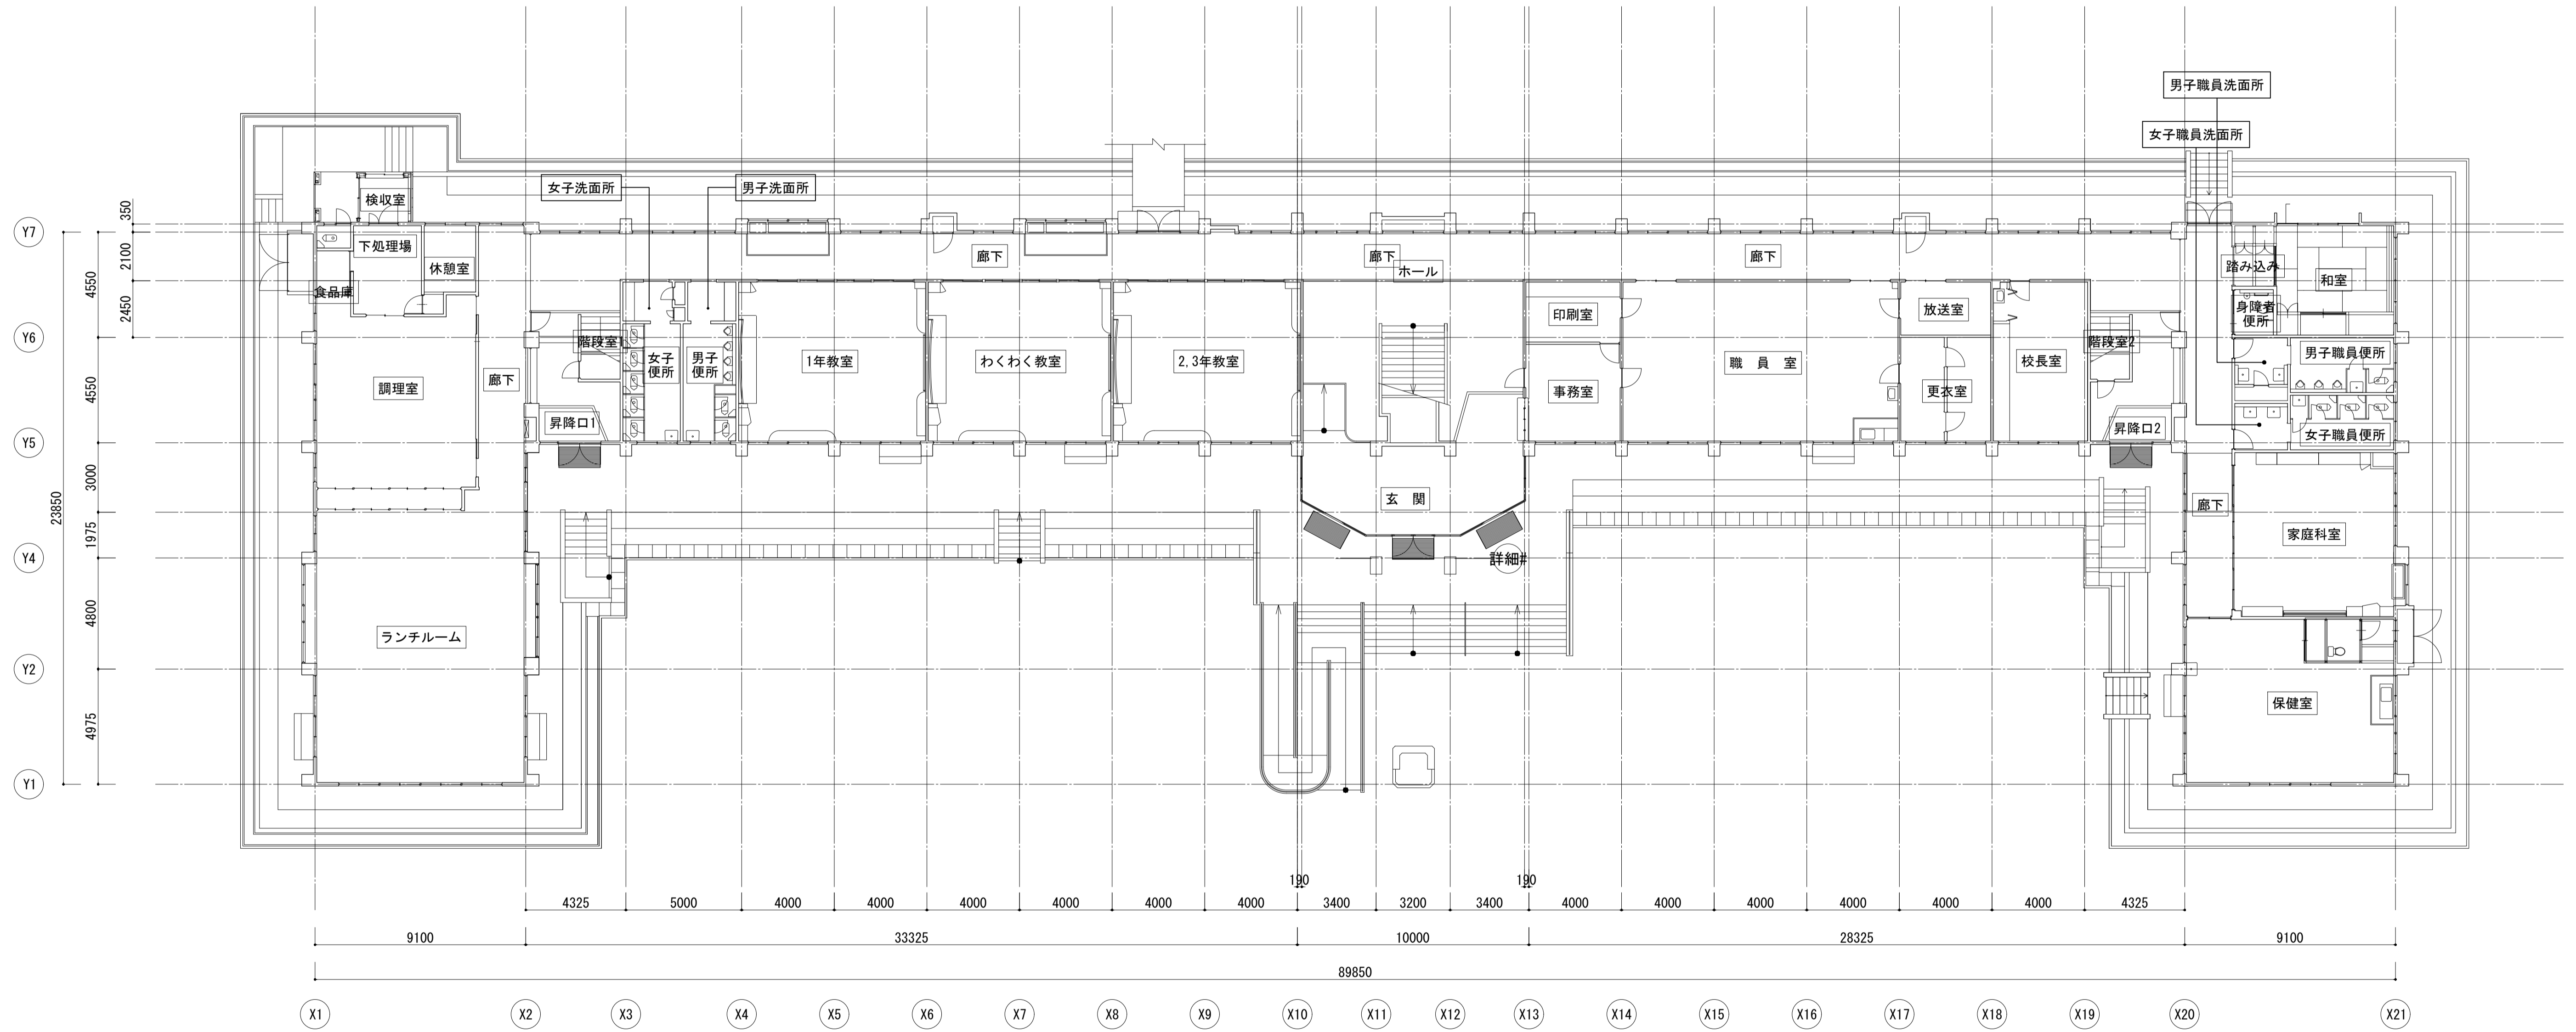 男子職員洗面所
女子職員洗面所
女子洗面所
男子洗面所
検収室
下処理場
休憩室
食品庫
廊下
廊下
ホール
廊下
踏み込み
和室
身障者
便所
印刷室
放送室
階段室1
女子
便所
男子
便所
1年教室
わくわく教室
2,3年教室
職 員 室
校長室
階段室2
男子職員便所
調理室
廊下
事務室
更衣室
昇降口1
昇降口2
女子職員便所
玄 関
廊下
家庭科室
詳細#
ランチルーム
保健室
Y7
Y6
Y5
Y4
Y2
Y1
350
2100
2450
4550
4550
3000
1975
4800
4975
23850
190
190
4325
5000
4000
4000
4000
4000
4000
4000
3400
3200
3400
4000
4000
4000
4000
4000
4000
4325
9100
33325
10000
28325
9100
89850
X1
X2
X3
X4
X5
X6
X7
X8
X9
X10
X11
X12
X13
X14
X15
X16
X17
X18
X19
X20
X21